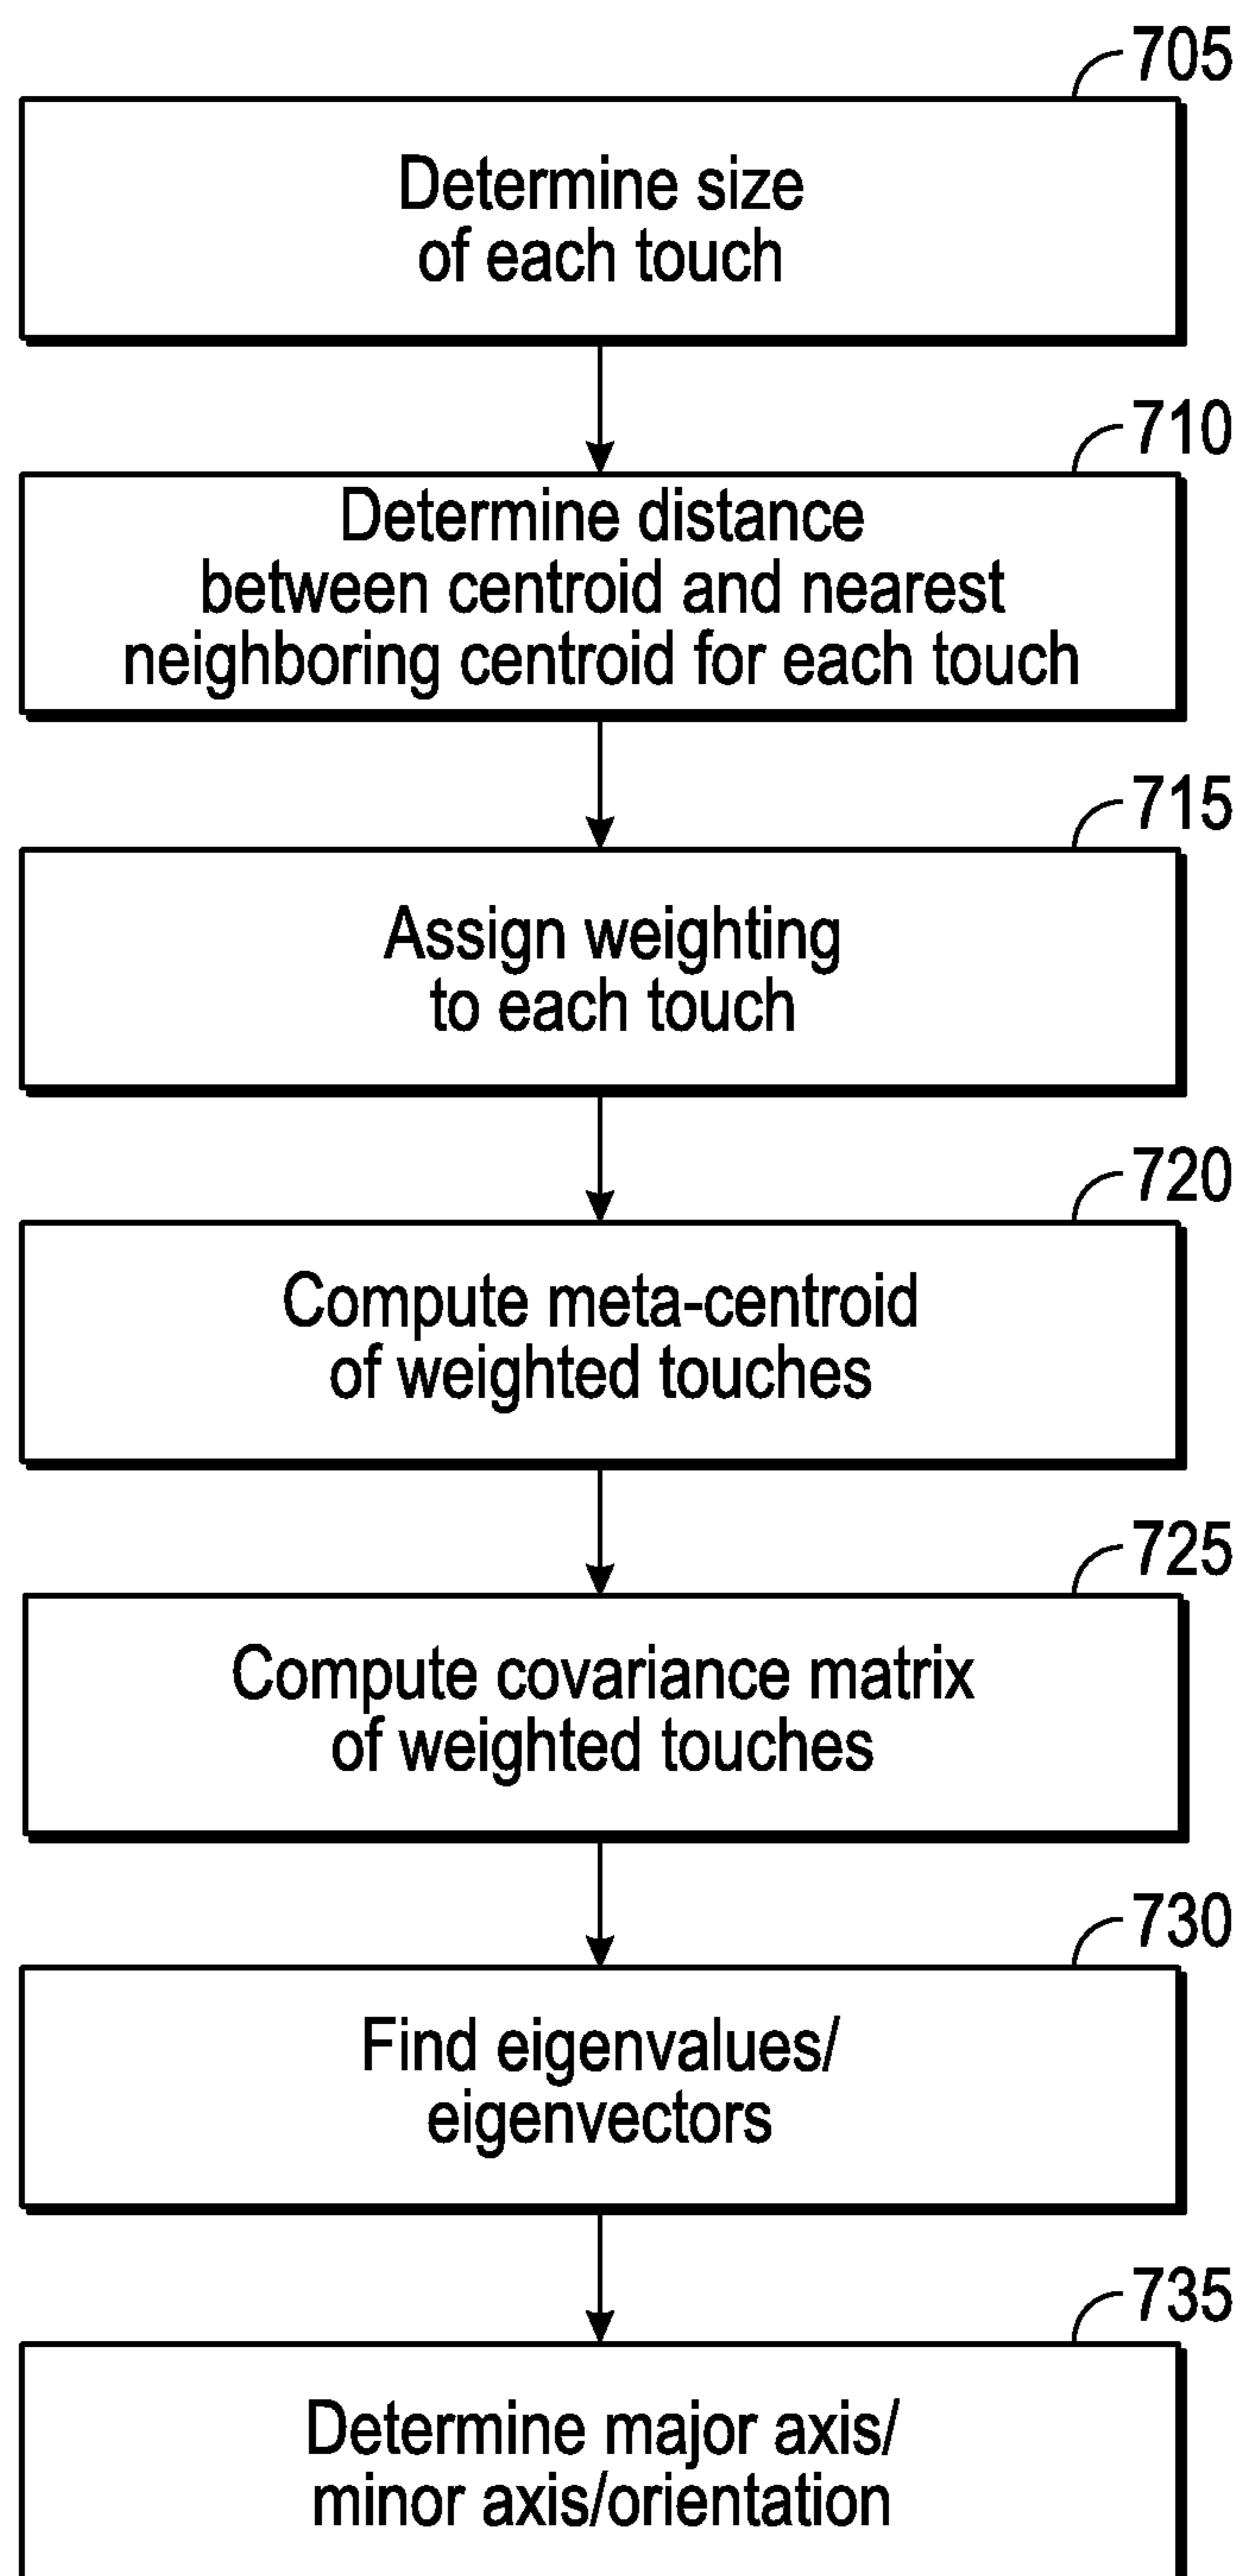 705
Determine size
of each touch
710
Determine distance
between centroid and nearest
neighboring centroid for each touch
715
Assign weighting
to each touch
720
Compute meta-centroid
of weighted touches
725
Compute covariance matrix
of weighted touches
730
Find eigenvalues/
eigenvectors
735
Determine major axis/
minor axis/orientation